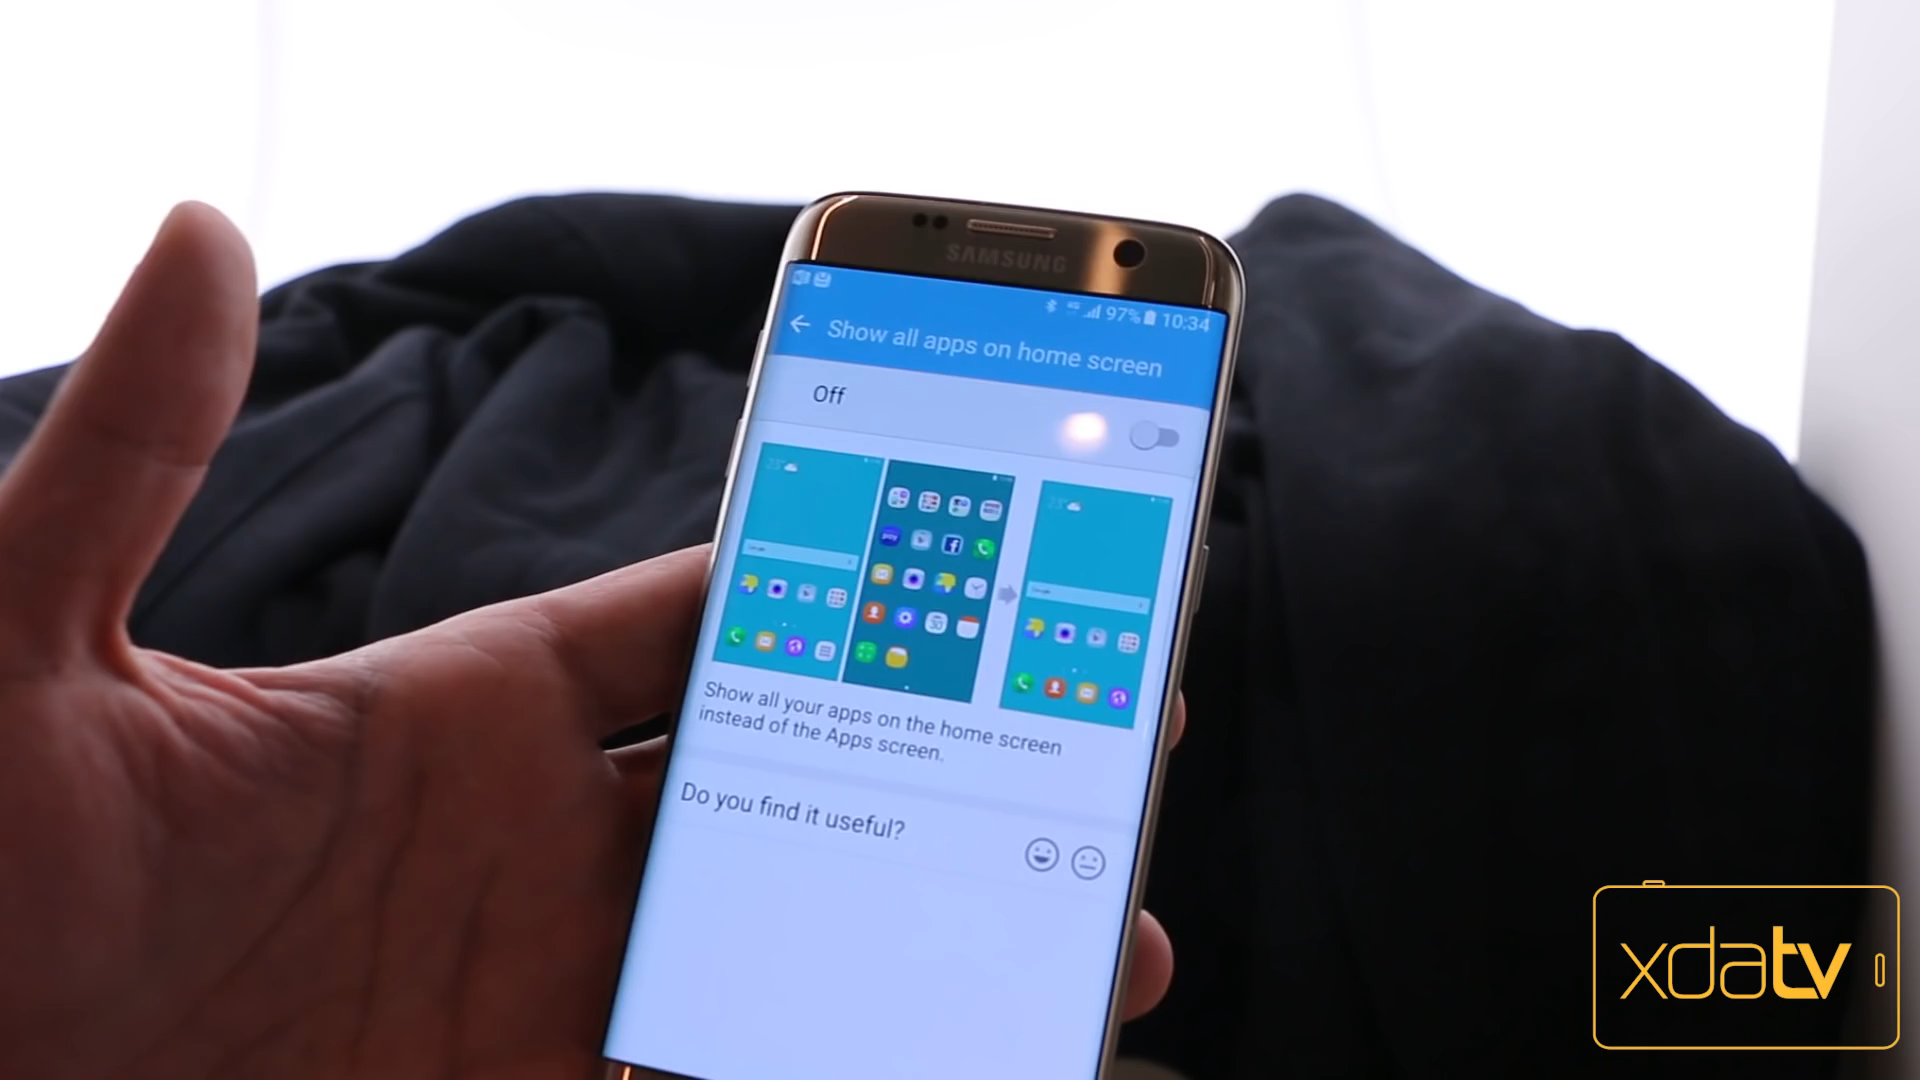 SAMSUNG
97% 10:34
Show all apps on home screen
Off
Show all your apps on the home screen
instead of the Apps screen.
Do you find it useful?
xdatv